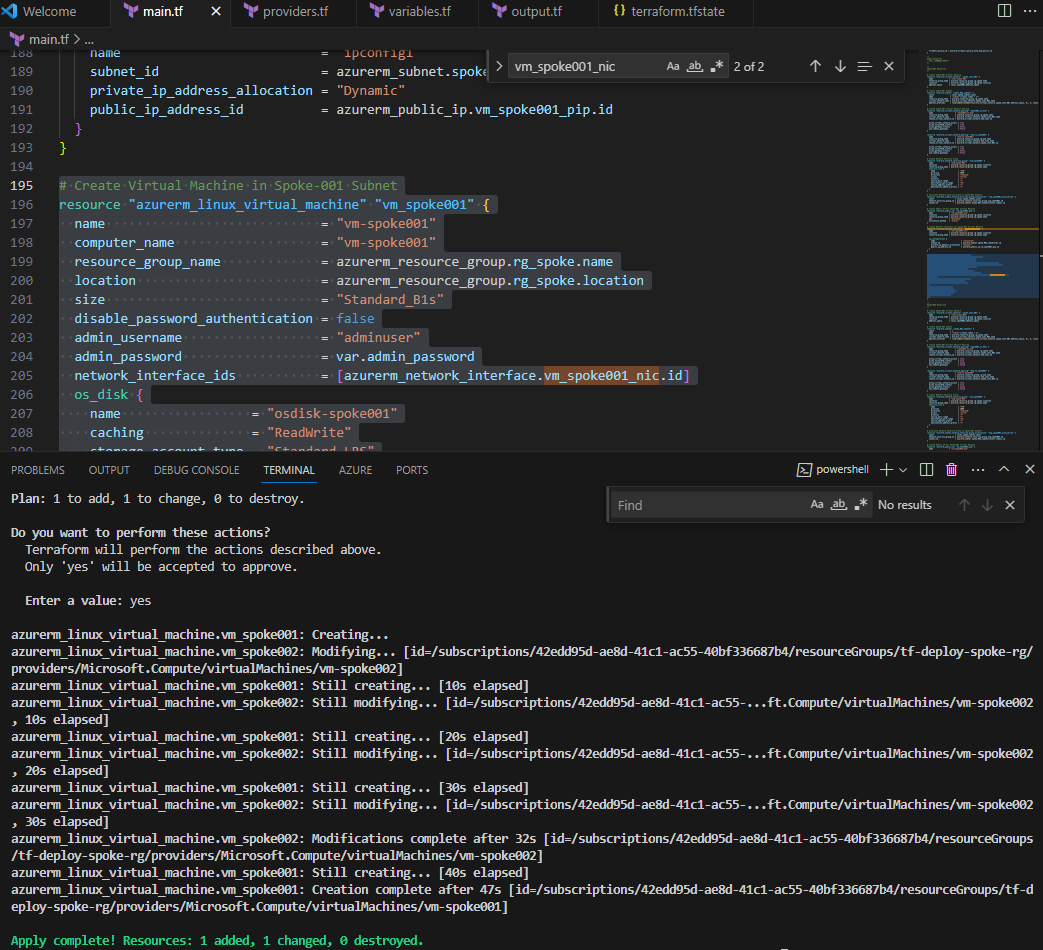 Welcome main.tf providers.tf variables.tf output.tf terraform.tfstate
main.tf > ...
188 name = "ipconfig1"
vm_spoke001_nic Aa ab 2 of 2
189 subnet_id = azurerm_subnet.spoke
190 private_ip_address_allocation = "Dynamic"
191 public_ip_address_id = azurerm_public_ip.vm_spoke001_pip.id
192 }
193 }
194
195 # Create Virtual Machine in Spoke-001 Subnet
196 resource "azurerm_linux_virtual_machine" "vm_spoke001" {
197 name = "vm-spoke001"
198 computer_name = "vm-spoke001"
199 resource_group_name = azurerm_resource_group.rg_spoke.name
200 location = azurerm_resource_group.rg_spoke.location
201 size = "Standard_B1s"
202 disable_password_authentication = false
203 admin_username = "adminuser"
204 admin_password = var.admin_password
205 network_interface_ids = [azurerm_network_interface.vm_spoke001_nic.id]
206 os_disk {
207 name = "osdisk-spoke001"
208 caching = "ReadWrite"
209 storage_account_type = "Standard_LRS"
PROBLEMS OUTPUT DEBUG CONSOLE TERMINAL AZURE PORTS powershell
Plan: 1 to add, 1 to change, 0 to destroy.
Find Aa ab No results
Do you want to perform these actions?
Terraform will perform the actions described above.
Only 'yes' will be accepted to approve.
Enter a value: yes
azurerm_linux_virtual_machine.vm_spoke001: Creating...
azurerm_linux_virtual_machine.vm_spoke002: Modifying... [id=/subscriptions/42edd95d-ae8d-41c1-ac55-40bf336687b4/resourceGroups/tf-deploy-spoke-rg/
providers/Microsoft.Compute/virtualMachines/vm-spoke002]
azurerm_linux_virtual_machine.vm_spoke001: Still creating... [10s elapsed]
azurerm_linux_virtual_machine.vm_spoke002: Still modifying... [id=/subscriptions/42edd95d-ae8d-41c1-ac55-...ft.Compute/virtualMachines/vm-spoke002
, 10s elapsed]
azurerm_linux_virtual_machine.vm_spoke001: Still creating... [20s elapsed]
azurerm_linux_virtual_machine.vm_spoke002: Still modifying... [id=/subscriptions/42edd95d-ae8d-41c1-ac55-...ft.Compute/virtualMachines/vm-spoke002
, 20s elapsed]
azurerm_linux_virtual_machine.vm_spoke001: Still creating... [30s elapsed]
azurerm_linux_virtual_machine.vm_spoke002: Still modifying... [id=/subscriptions/42edd95d-ae8d-41c1-ac55-...ft.Compute/virtualMachines/vm-spoke002
, 30s elapsed]
azurerm_linux_virtual_machine.vm_spoke002: Modifications complete after 32s [id=/subscriptions/42edd95d-ae8d-41c1-ac55-40bf336687b4/resourceGroups
/tf-deploy-spoke-rg/providers/Microsoft.Compute/virtualMachines/vm-spoke002]
azurerm_linux_virtual_machine.vm_spoke001: Still creating... [40s elapsed]
azurerm_linux_virtual_machine.vm_spoke001: Creation complete after 47s [id=/subscriptions/42edd95d-ae8d-41c1-ac55-40bf336687b4/resourceGroups/tf-d
eploy-spoke-rg/providers/Microsoft.Compute/virtualMachines/vm-spoke001]
Apply complete! Resources: 1 added, 1 changed, 0 destroyed.